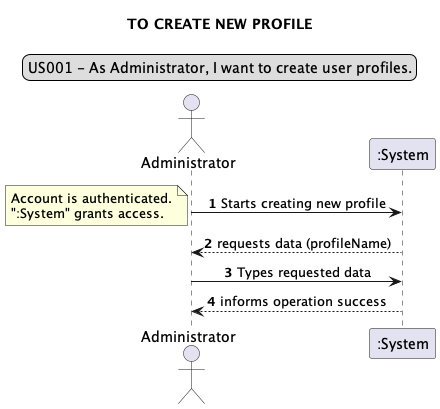 TO CREATE NEW PROFILE
US001 – As Administrator, I want to create user profiles.
Administrator
:System
Account is authenticated.
":System" grants access.
1 Starts creating new profile
2 requests data (profileName)
3 Types requested data
4 informs operation success
Administrator
:System